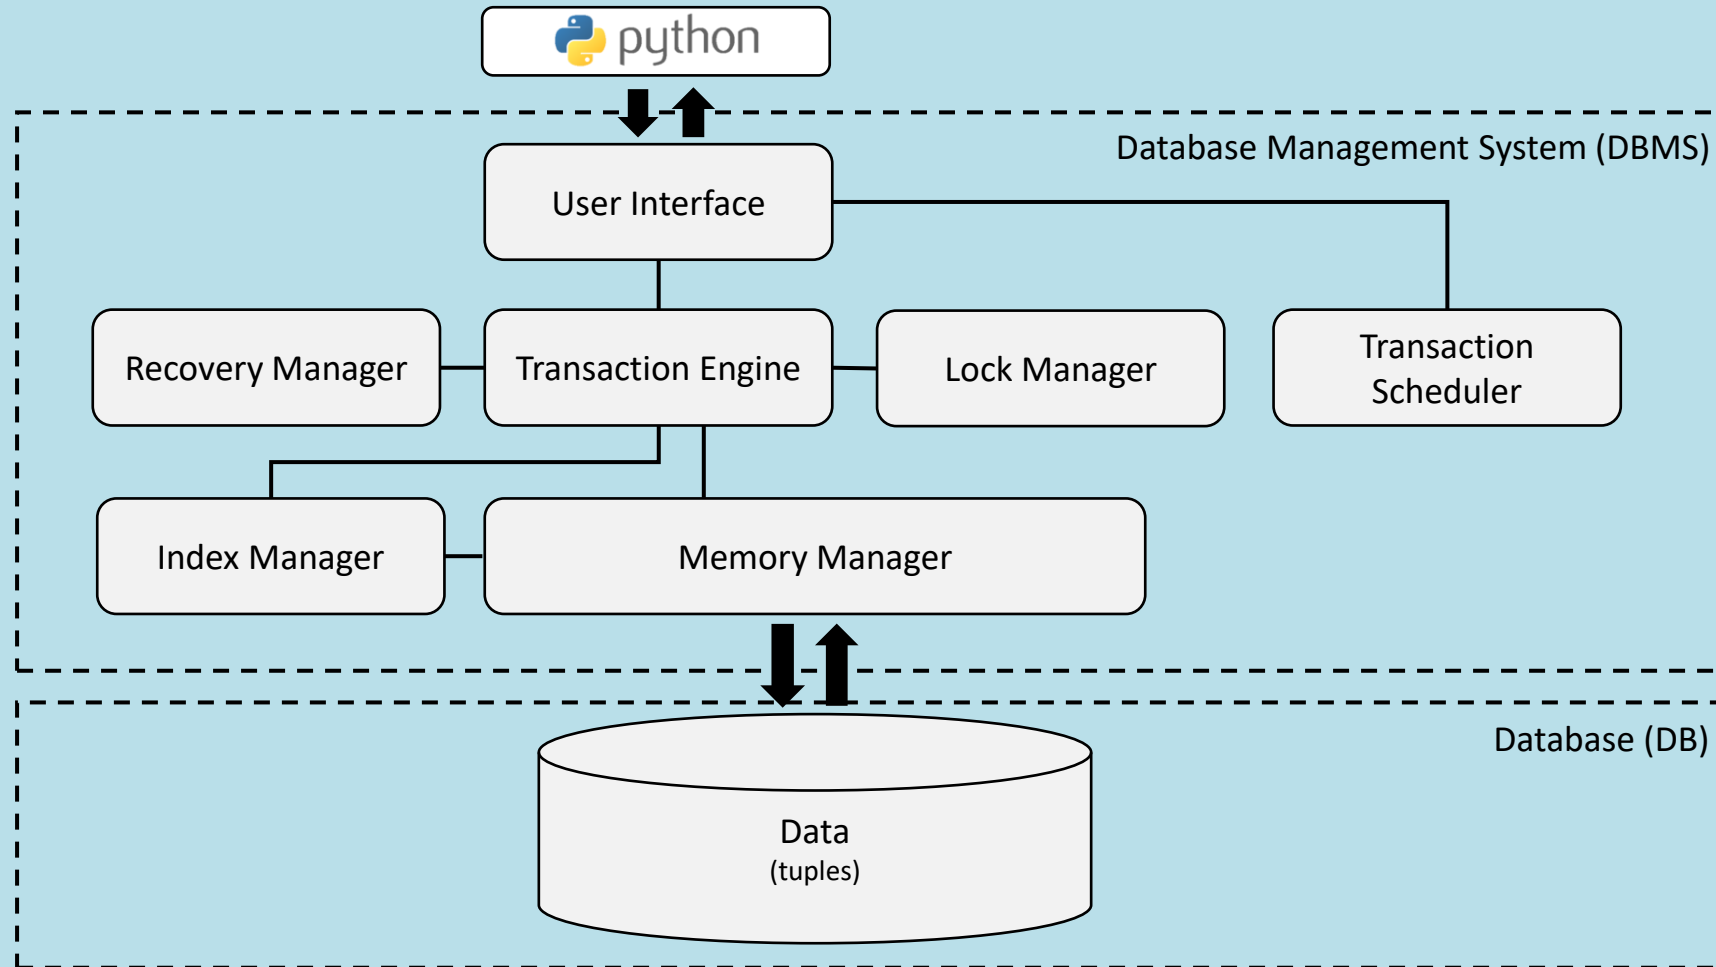 python
Database Management System (DBMS)
User Interface
Recovery Manager
Transaction Engine
Lock Manager
Transaction
Scheduler
Index Manager
Memory Manager
Database (DB)
Data
(tuples)